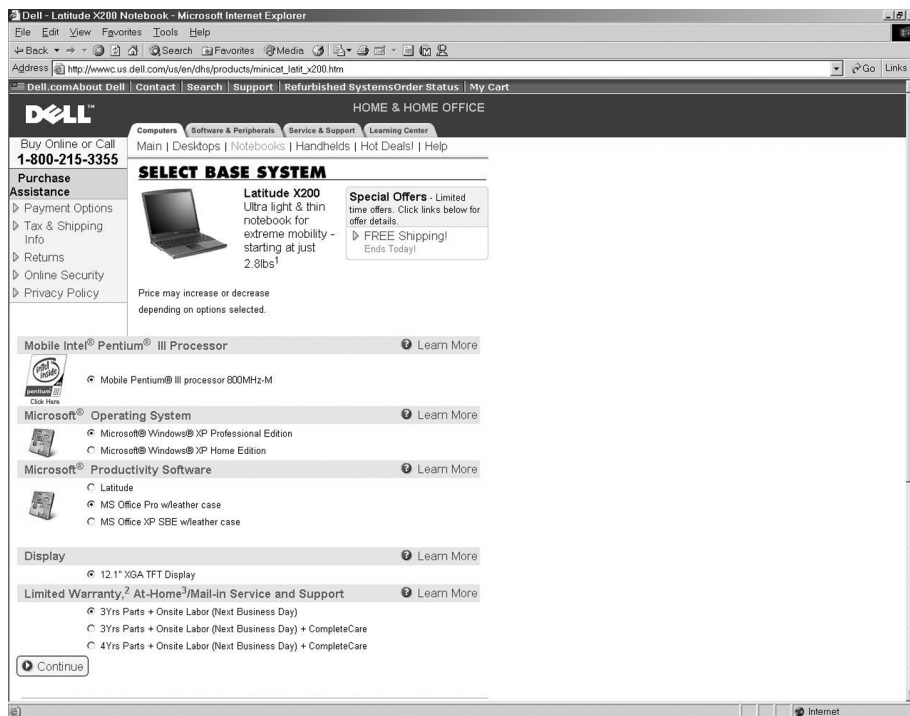 Dell - Latitude X200 Notebook - Microsoft Internet Explorer
File Edit View Favorites Tools Help
Back Search Favorites Media
Address http://wwwc.us.dell.com/us/en/dhs/products/minicat_latit_x200.htm Go Links
Dell.comAbout Dell | Contact | Search | Support | Refurbished SystemsOrder Status | My Cart
DELL™ HOME & HOME OFFICE
Computers Software & Peripherals Service & Support Learning Center
Main | Desktops | Notebooks | Handhelds | Hot Deals! | Help
Buy Online or Call
1-800-215-3355
Purchase
Assistance
Payment Options
Tax & Shipping
Info
Returns
Online Security
Privacy Policy
SELECT BASE SYSTEM
Latitude X200
Ultra light & thin
notebook for
extreme mobility -
starting at just
2.8lbs1
Special Offers - Limited
time offers. Click links below for
offer details.
FREE Shipping!
Ends Today!
Price may increase or decrease
depending on options selected.
Mobile Intel® Pentium® III Processor Learn More
intel inside
pentium III
Click Here
Mobile Pentium® III processor 800MHz-M
Microsoft® Operating System Learn More
Microsoft® Windows® XP Professional Edition
Microsoft® Windows® XP Home Edition
Microsoft® Productivity Software Learn More
Latitude
MS Office Pro w/leather case
MS Office XP SBE w/leather case
Display Learn More
12.1" XGA TFT Display
Limited Warranty,2 At-Home3/Mail-in Service and Support Learn More
3Yrs Parts + Onsite Labor (Next Business Day)
3Yrs Parts + Onsite Labor (Next Business Day) + CompleteCare
4Yrs Parts + Onsite Labor (Next Business Day) + CompleteCare
Continue
Internet